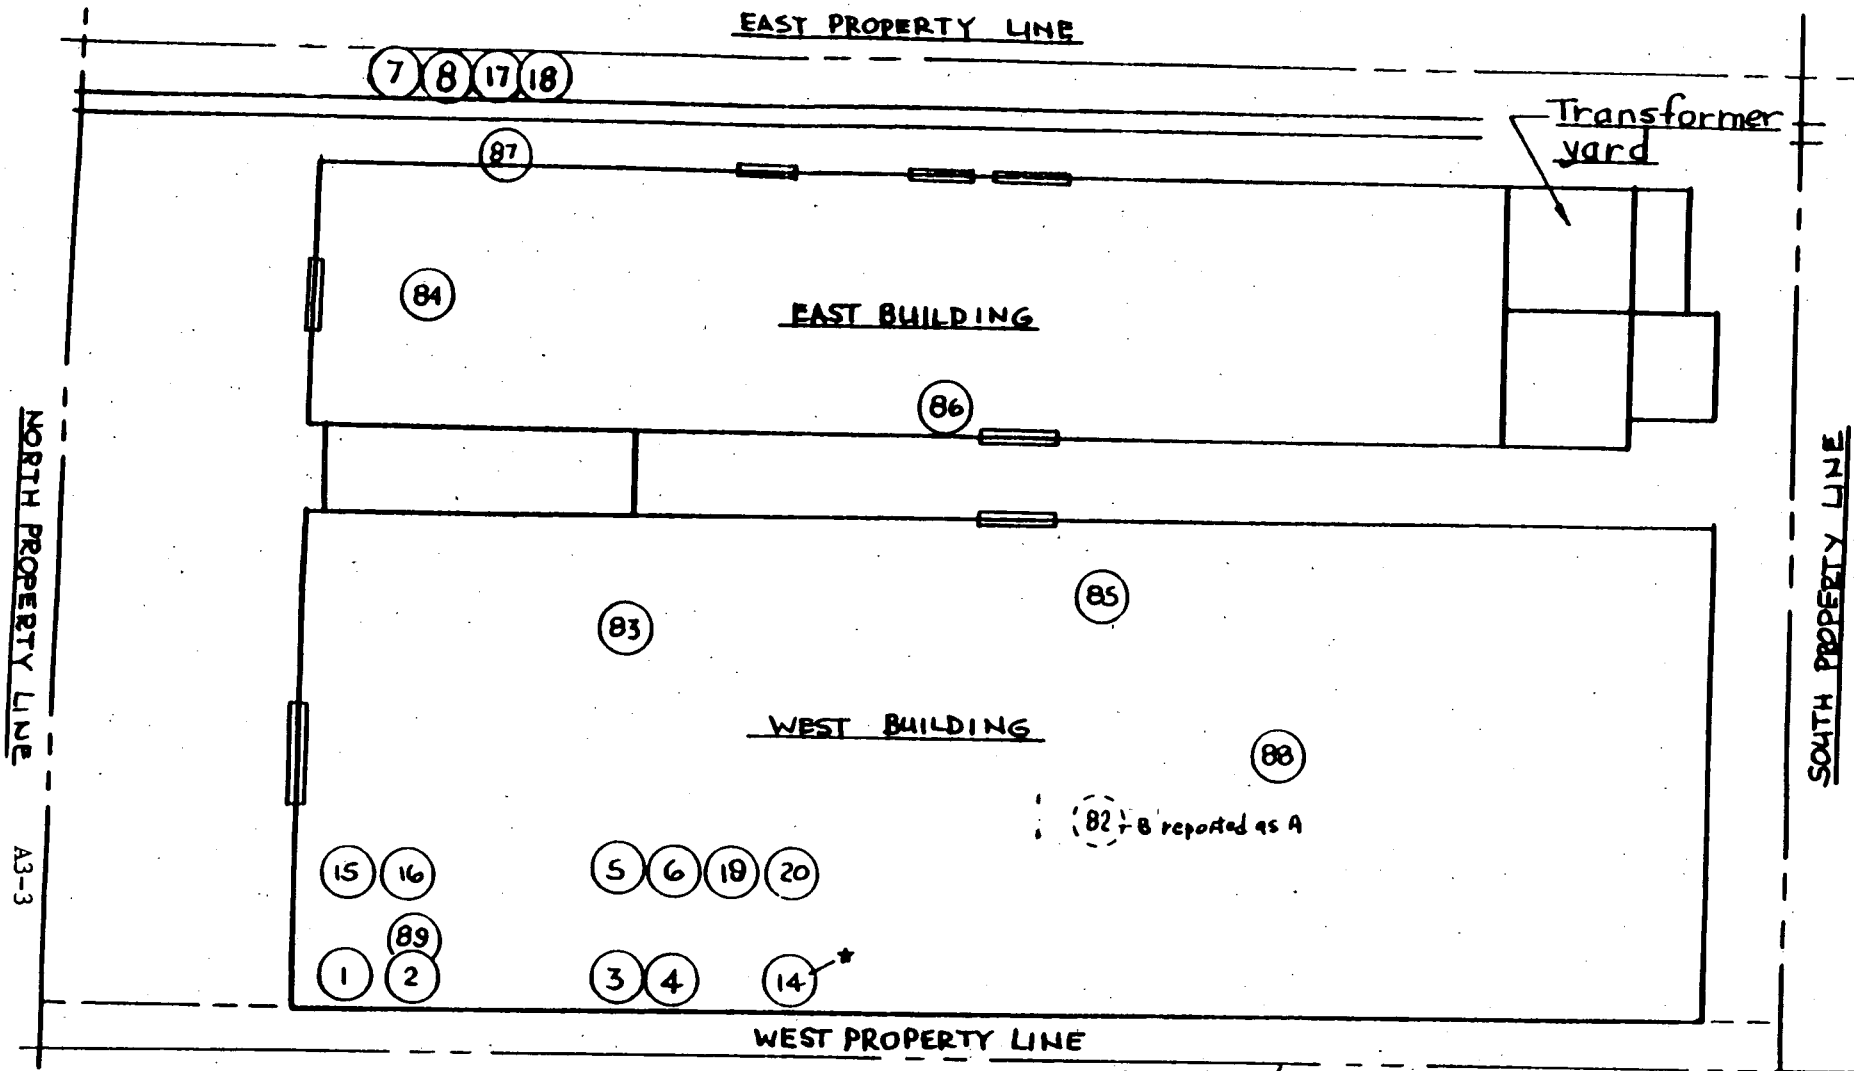 EAST PROPERTY LINE
7 8 17 18
Transformer
yard
87
84
EAST BUILDING
86
NORTH PROPERTY LINE
A3-3
SOUTH PROPERTY LINE
85
83
WEST BUILDING
88
82 - B reported as A
15 16
5 6 19 20
89
1 2
3 4
14 *
WEST PROPERTY LINE